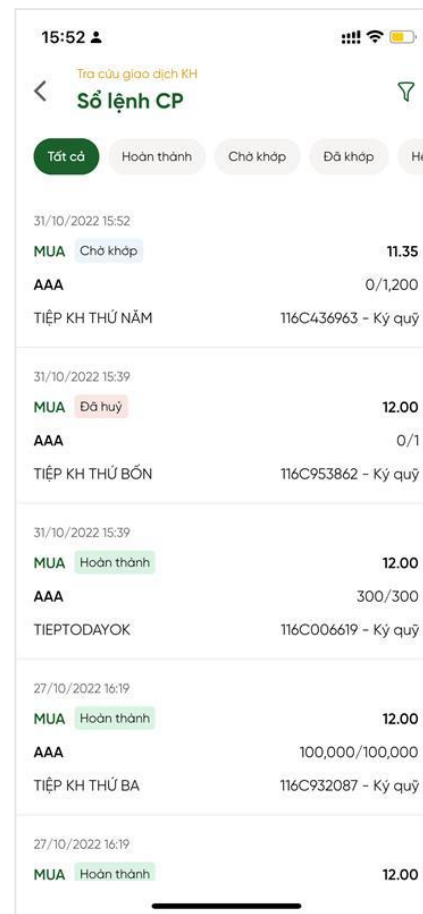 15:52
Tra cứu giao dịch KH
Sổ lệnh CP
Tất cả Hoàn thành Chờ khớp Đã khớp
31/10/2022 15:52
MUA Chờ khớp 11.35
AAA 0/1,200
TIỆP KH THỨ NĂM 116C436963 - Ký quỹ
31/10/2022 15:39
MUA Đã huỷ 12.00
AAA 0/1
TIỆP KH THỨ BỐN 116C953862 - Ký quỹ
31/10/2022 15:39
MUA Hoàn thành 12.00
AAA 300/300
TIEPTODAYOK 116C006619 - Ký quỹ
27/10/2022 16:19
MUA Hoàn thành 12.00
AAA 100,000/100,000
TIỆP KH THỨ BA 116C932087 - Ký quỹ
27/10/2022 16:19
MUA Hoàn thành 12.00